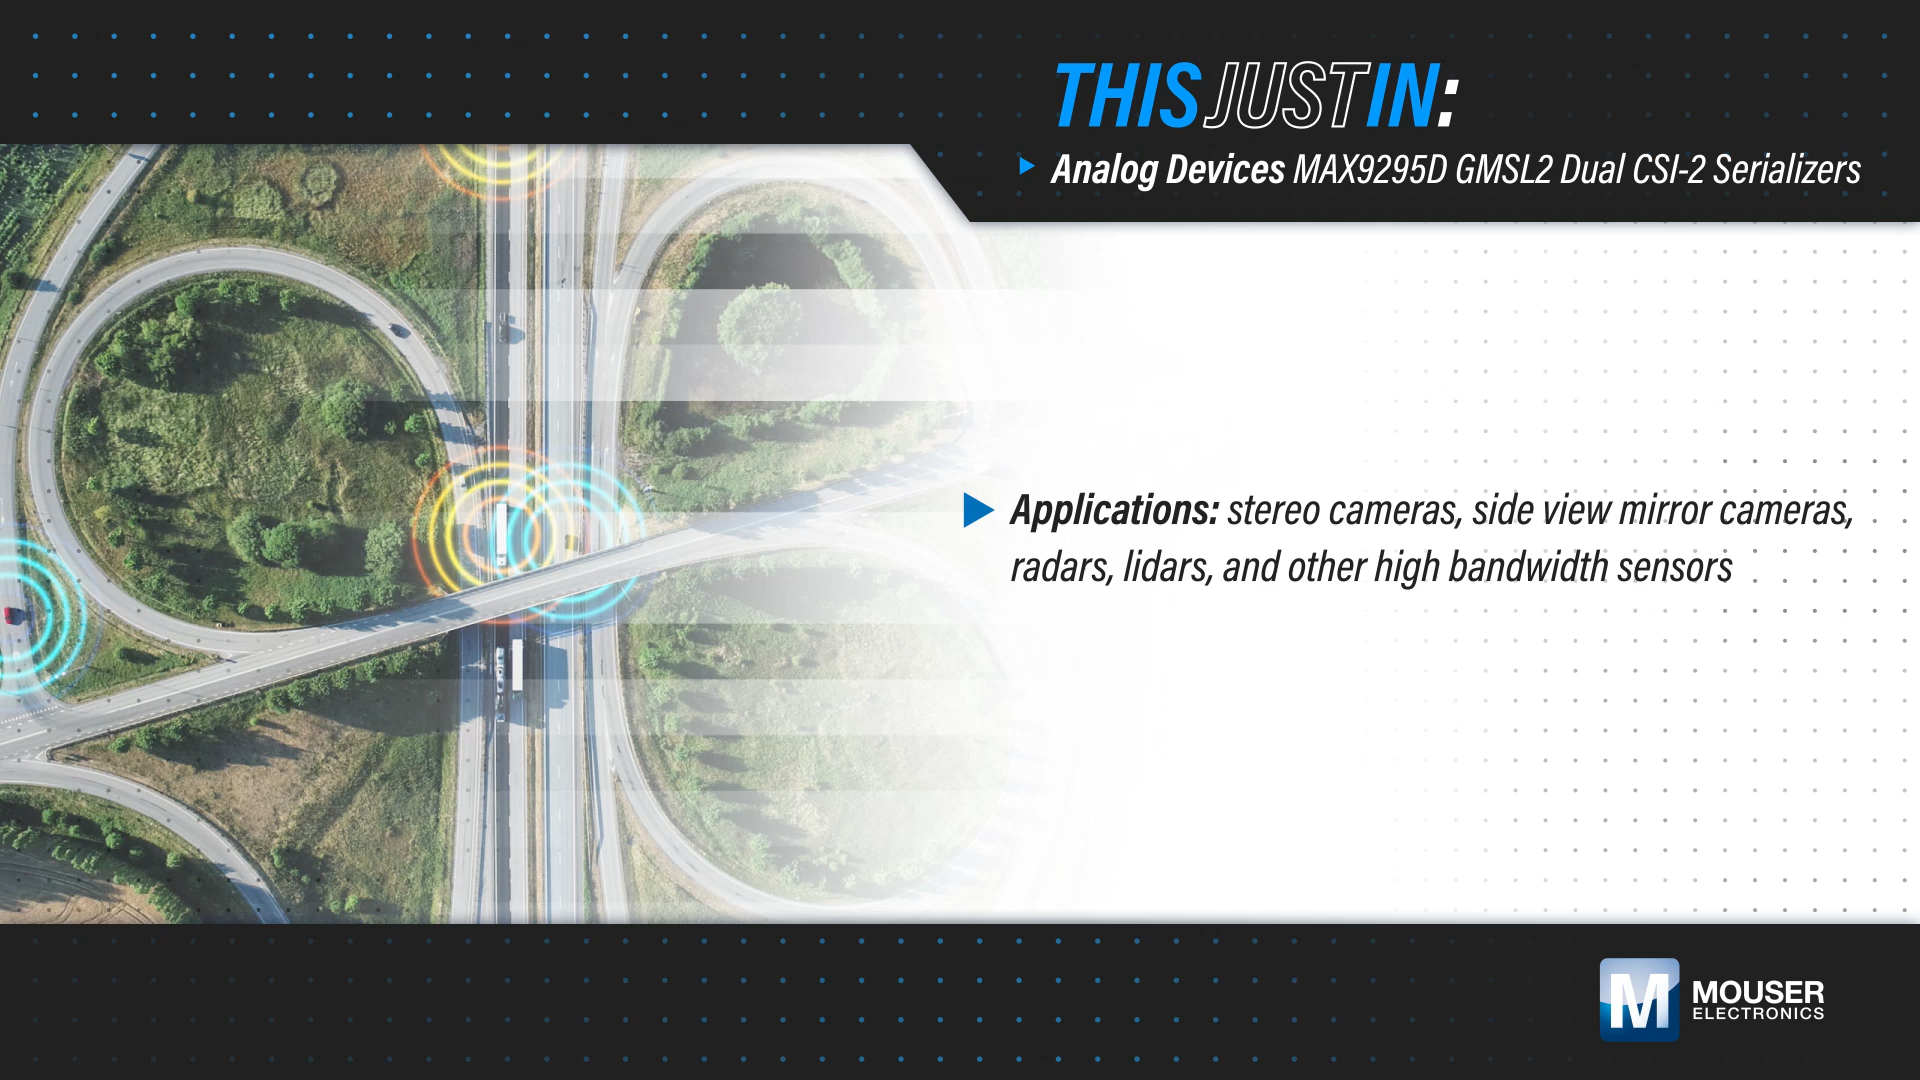 THIS JUST IN:
Analog Devices MAX9295D GMSL2 Dual CSI-2 Serializers
Applications: stereo cameras, side view mirror cameras,
radars, lidars, and other high bandwidth sensors
M MOUSER
ELECTRONICS